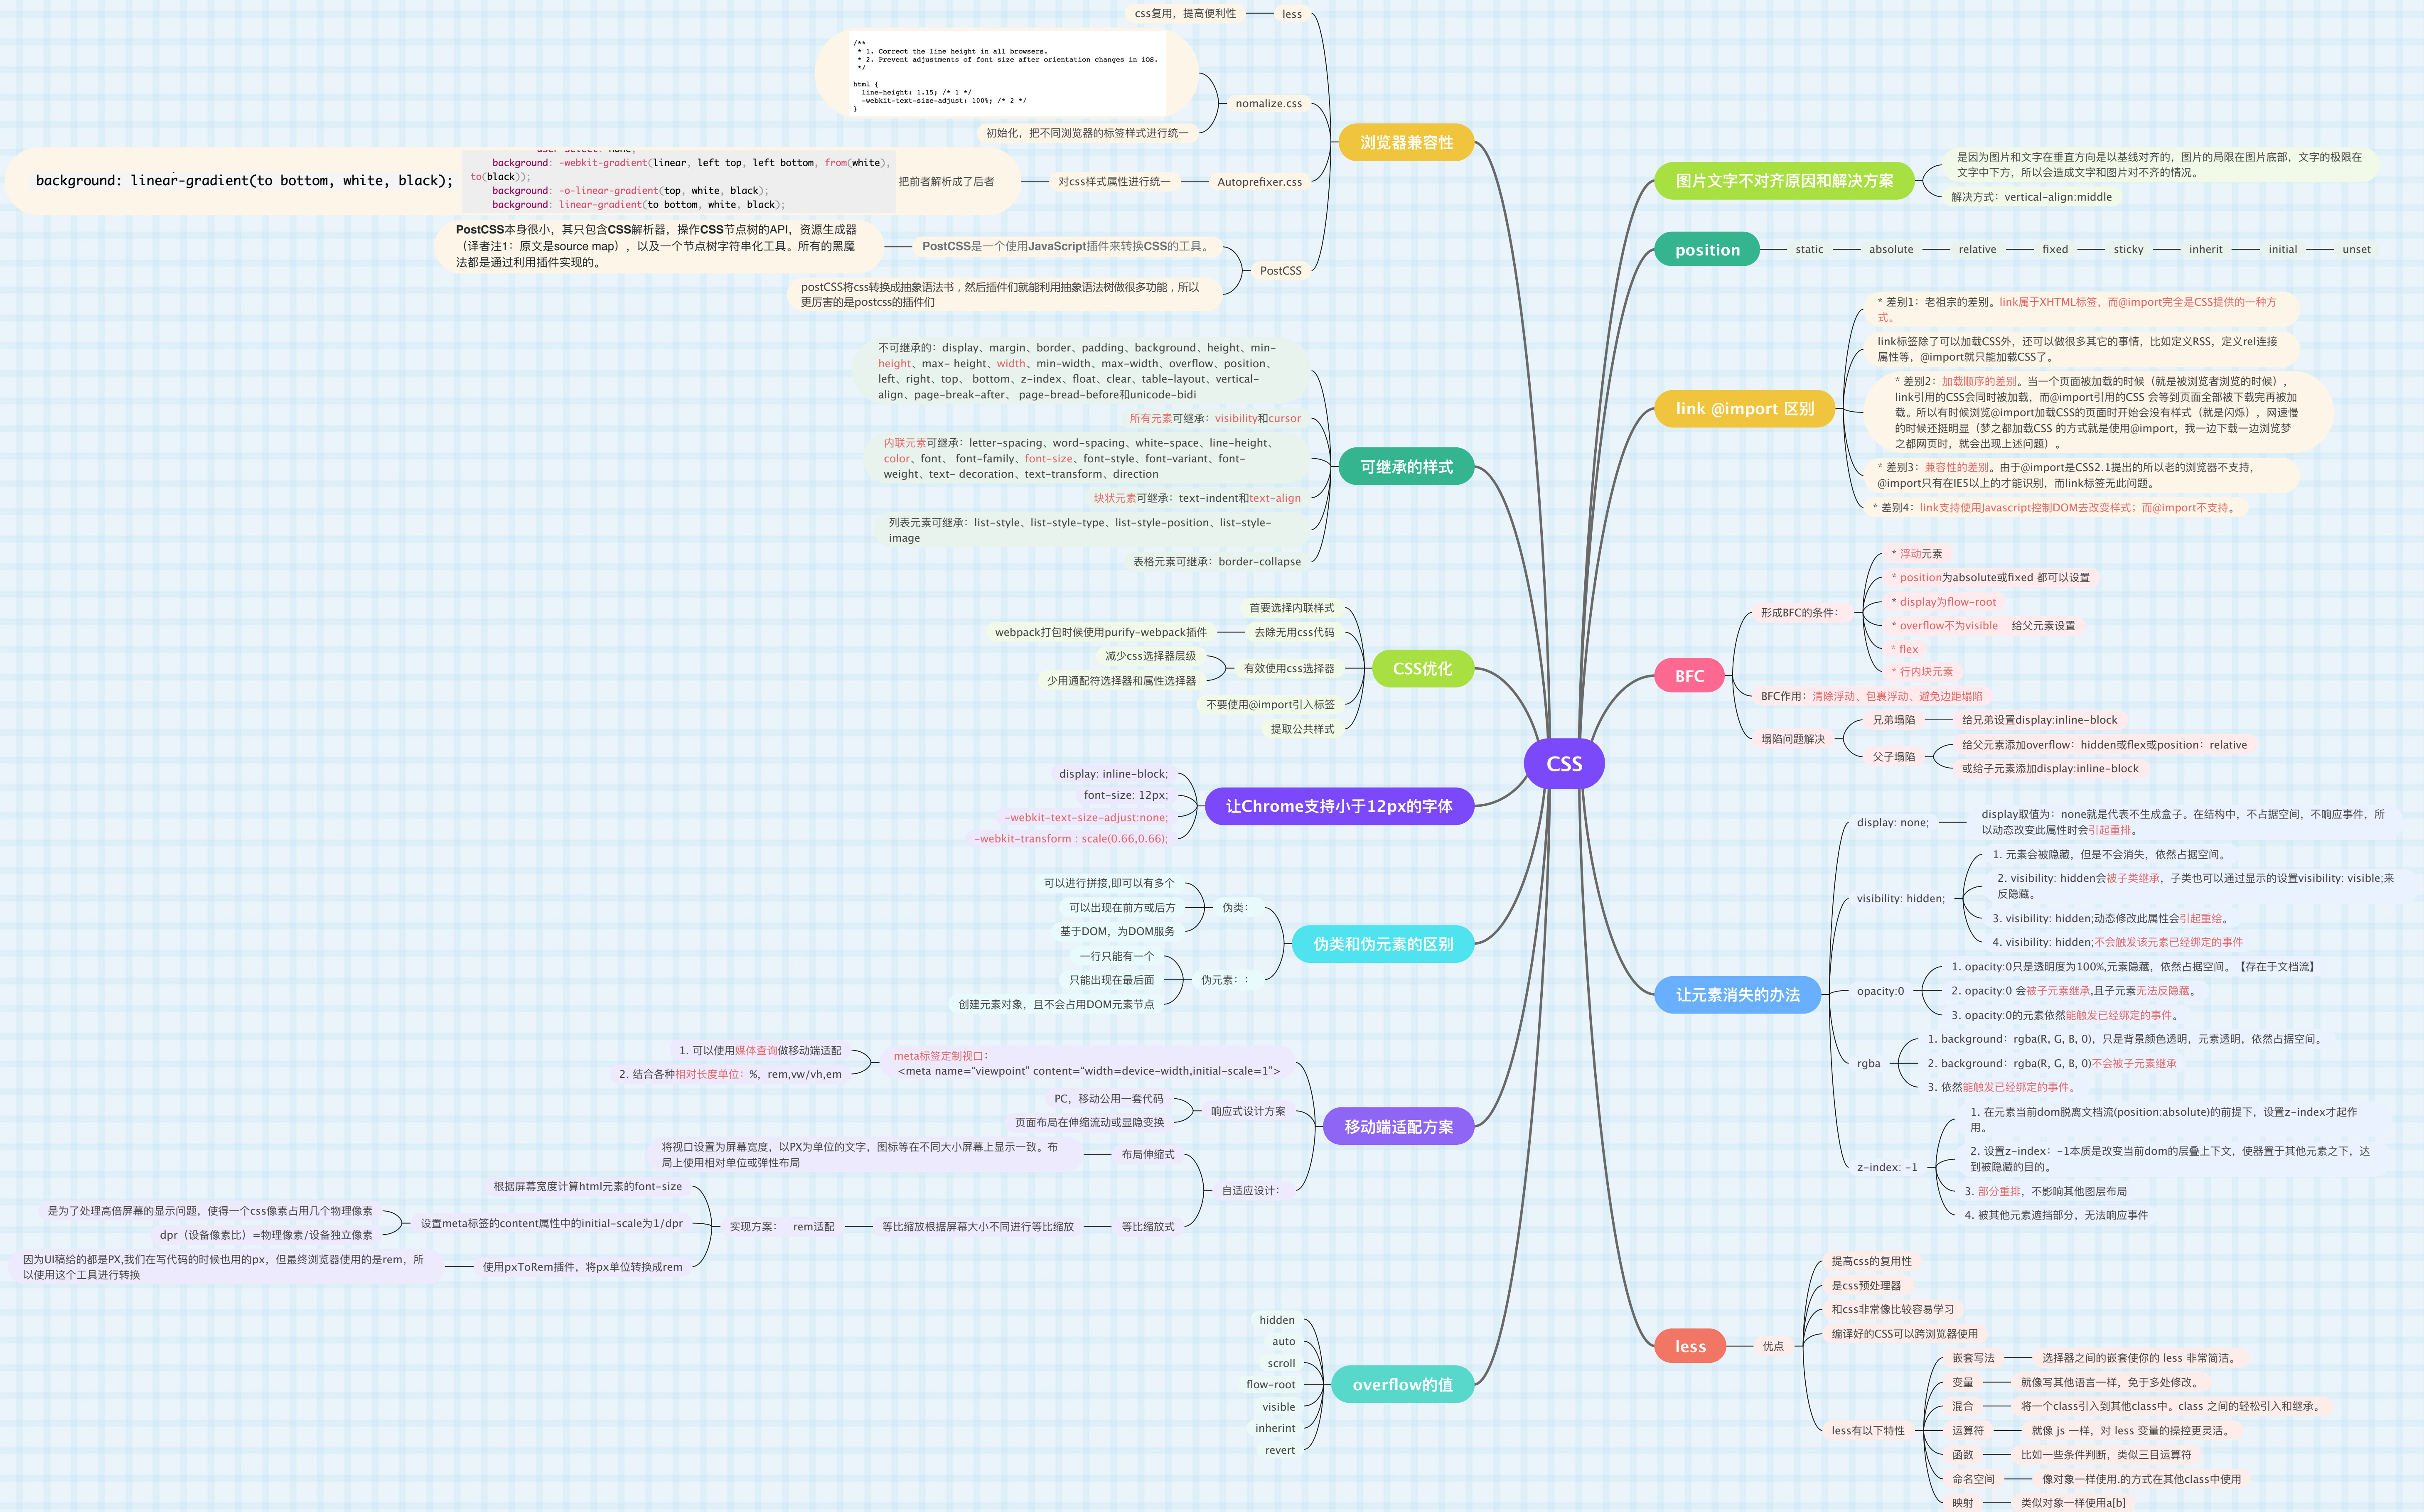 CSS
浏览器兼容性
less
css复用，提高便利性
nomalize.css
/**
 * 1. Correct the line height in all browsers.
 * 2. Prevent adjustments of font size after orientation changes in iOS.
 */
html {
  line-height: 1.15; /* 1 */
  -webkit-text-size-adjust: 100%; /* 2 */
}
初始化，把不同浏览器的标签样式进行统一
Autoprefixer.css
对css样式属性进行统一
background: linear-gradient(to bottom, white, black);
user-select: none;
background: -webkit-gradient(linear, left top, left bottom, from(white),
to(black));
background: -o-linear-gradient(top, white, black);
background: linear-gradient(to bottom, white, black);
把前者解析成了后者
PostCSS
PostCSS是一个使用JavaScript插件来转换CSS的工具。
PostCSS本身很小，其只包含CSS解析器，操作CSS节点树的API，资源生成器
（译者注1：原文是source map），以及一个节点树字符串化工具。所有的黑魔
法都是通过利用插件实现的。
postCSS将css转换成抽象语法书，然后插件们就能利用抽象语法树做很多功能，所以
更厉害的是postcss的插件们
可继承的样式
不可继承的：display、margin、border、padding、background、height、min-
height、max- height、width、min-width、max-width、overflow、position、
left、right、top、 bottom、z-index、float、clear、table-layout、vertical-
align、page-break-after、 page-bread-before和unicode-bidi
所有元素可继承：visibility和cursor
内联元素可继承：letter-spacing、word-spacing、white-space、line-height、
color、font、 font-family、font-size、font-style、font-variant、font-
weight、text- decoration、text-transform、direction
块状元素可继承：text-indent和text-align
列表元素可继承：list-style、list-style-type、list-style-position、list-style-
image
表格元素可继承：border-collapse
CSS优化
首要选择内联样式
去除无用css代码
webpack打包时候使用purify-webpack插件
有效使用css选择器
减少css选择器层级
少用通配符选择器和属性选择器
不要使用@import引入标签
提取公共样式
让Chrome支持小于12px的字体
display: inline-block;
font-size: 12px;
-webkit-text-size-adjust:none;
-webkit-transform : scale(0.66,0.66);
伪类和伪元素的区别
伪类：
可以进行拼接,即可以有多个
可以出现在前方或后方
基于DOM，为DOM服务
伪元素：：
一行只能有一个
只能出现在最后面
创建元素对象，且不会占用DOM元素节点
移动端适配方案
meta标签定制视口：
<meta name=“viewpoint” content=“width=device-width,initial-scale=1”>
1. 可以使用媒体查询做移动端适配
2. 结合各种相对长度单位：%，rem,vw/vh,em
响应式设计方案
PC，移动公用一套代码
页面布局在伸缩流动或显隐变换
自适应设计：
布局伸缩式
将视口设置为屏幕宽度，以PX为单位的文字，图标等在不同大小屏幕上显示一致。布
局上使用相对单位或弹性布局
等比缩放式
等比缩放根据屏幕大小不同进行等比缩放
实现方案： rem适配
根据屏幕宽度计算html元素的font-size
设置meta标签的content属性中的initial-scale为1/dpr
是为了处理高倍屏幕的显示问题，使得一个css像素占用几个物理像素
dpr（设备像素比）=物理像素/设备独立像素
使用pxToRem插件，将px单位转换成rem
因为UI稿给的都是PX,我们在写代码的时候也用的px，但最终浏览器使用的是rem，所
以使用这个工具进行转换
overflow的值
hidden
auto
scroll
flow-root
visible
inherint
revert
图片文字不对齐原因和解决方案
是因为图片和文字在垂直方向是以基线对齐的，图片的局限在图片底部，文字的极限在
文字中下方，所以会造成文字和图片对不齐的情况。
解决方式：vertical-align:middle
position
static
absolute
relative
fixed
sticky
inherit
initial
unset
link @import 区别
* 差别1：老祖宗的差别。link属于XHTML标签，而@import完全是CSS提供的一种方
式。
link标签除了可以加载CSS外，还可以做很多其它的事情，比如定义RSS，定义rel连接
属性等，@import就只能加载CSS了。
* 差别2：加载顺序的差别。当一个页面被加载的时候（就是被浏览者浏览的时候），
link引用的CSS会同时被加载，而@import引用的CSS 会等到页面全部被下载完再被加
载。所以有时候浏览@import加载CSS的页面时开始会没有样式（就是闪烁），网速慢
的时候还挺明显（梦之都加载CSS 的方式就是使用@import，我一边下载一边浏览梦
之都网页时，就会出现上述问题）。
* 差别3：兼容性的差别。由于@import是CSS2.1提出的所以老的浏览器不支持，
@import只有在IE5以上的才能识别，而link标签无此问题。
* 差别4：link支持使用Javascript控制DOM去改变样式；而@import不支持。
BFC
形成BFC的条件：
* 浮动元素
* position为absolute或fixed 都可以设置
* display为flow-root
* overflow不为visible 给父元素设置
* flex
* 行内块元素
BFC作用：清除浮动、包裹浮动、避免边距塌陷
塌陷问题解决
兄弟塌陷
给兄弟设置display:inline-block
父子塌陷
给父元素添加overflow：hidden或flex或position：relative
或给子元素添加display:inline-block
让元素消失的办法
display: none;
display取值为：none就是代表不生成盒子。在结构中，不占据空间，不响应事件，所
以动态改变此属性时会引起重排。
visibility: hidden;
1. 元素会被隐藏，但是不会消失，依然占据空间。
2. visibility: hidden会被子类继承，子类也可以通过显示的设置visibility: visible;来
反隐藏。
3. visibility: hidden;动态修改此属性会引起重绘。
4. visibility: hidden;不会触发该元素已经绑定的事件
opacity:0
1. opacity:0只是透明度为100%,元素隐藏，依然占据空间。【存在于文档流】
2. opacity:0 会被子元素继承,且子元素无法反隐藏。
3. opacity:0的元素依然能触发已经绑定的事件。
rgba
1. background：rgba(R, G, B, 0)，只是背景颜色透明，元素透明，依然占据空间。
2. background：rgba(R, G, B, 0)不会被子元素继承
3. 依然能触发已经绑定的事件。
z-index: -1
1. 在元素当前dom脱离文档流(position:absolute)的前提下，设置z-index才起作
用。
2. 设置z-index：-1本质是改变当前dom的层叠上下文，使器置于其他元素之下，达
到被隐藏的目的。
3. 部分重排，不影响其他图层布局
4. 被其他元素遮挡部分，无法响应事件
less
优点
提高css的复用性
是css预处理器
和css非常像比较容易学习
编译好的CSS可以跨浏览器使用
less有以下特性
嵌套写法
选择器之间的嵌套使你的 less 非常简洁。
变量
就像写其他语言一样，免于多处修改。
混合
将一个class引入到其他class中。class 之间的轻松引入和继承。
运算符
就像 js 一样，对 less 变量的操控更灵活。
函数
比如一些条件判断，类似三目运算符
命名空间
像对象一样使用.的方式在其他class中使用
映射
类似对象一样使用a[b]